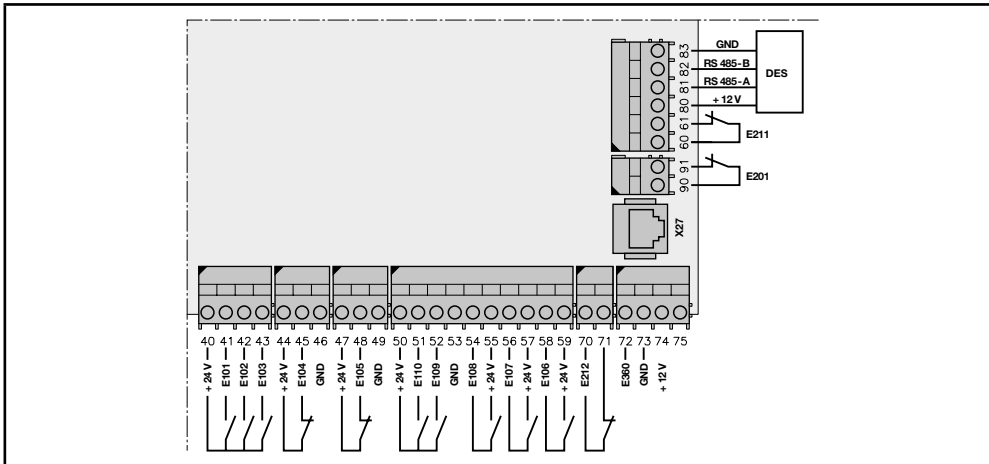 83 GND
82 RS 485-B
81 RS 485-A
80 + 12 V
DES
61
60
E211
91
90
E201
X27
40 41 42 43 44 45 46 47 48 49 50 51 52 53 54 55 56 57 58 59 70 71 72 73 74 75
+ 24 V E101 E102 E103 + 24 V E104 GND + 24 V E105 GND + 24 V E110 E109 GND E108 + 24 V E107 + 24 V E106 + 24 V E212 E360 GND + 12 V